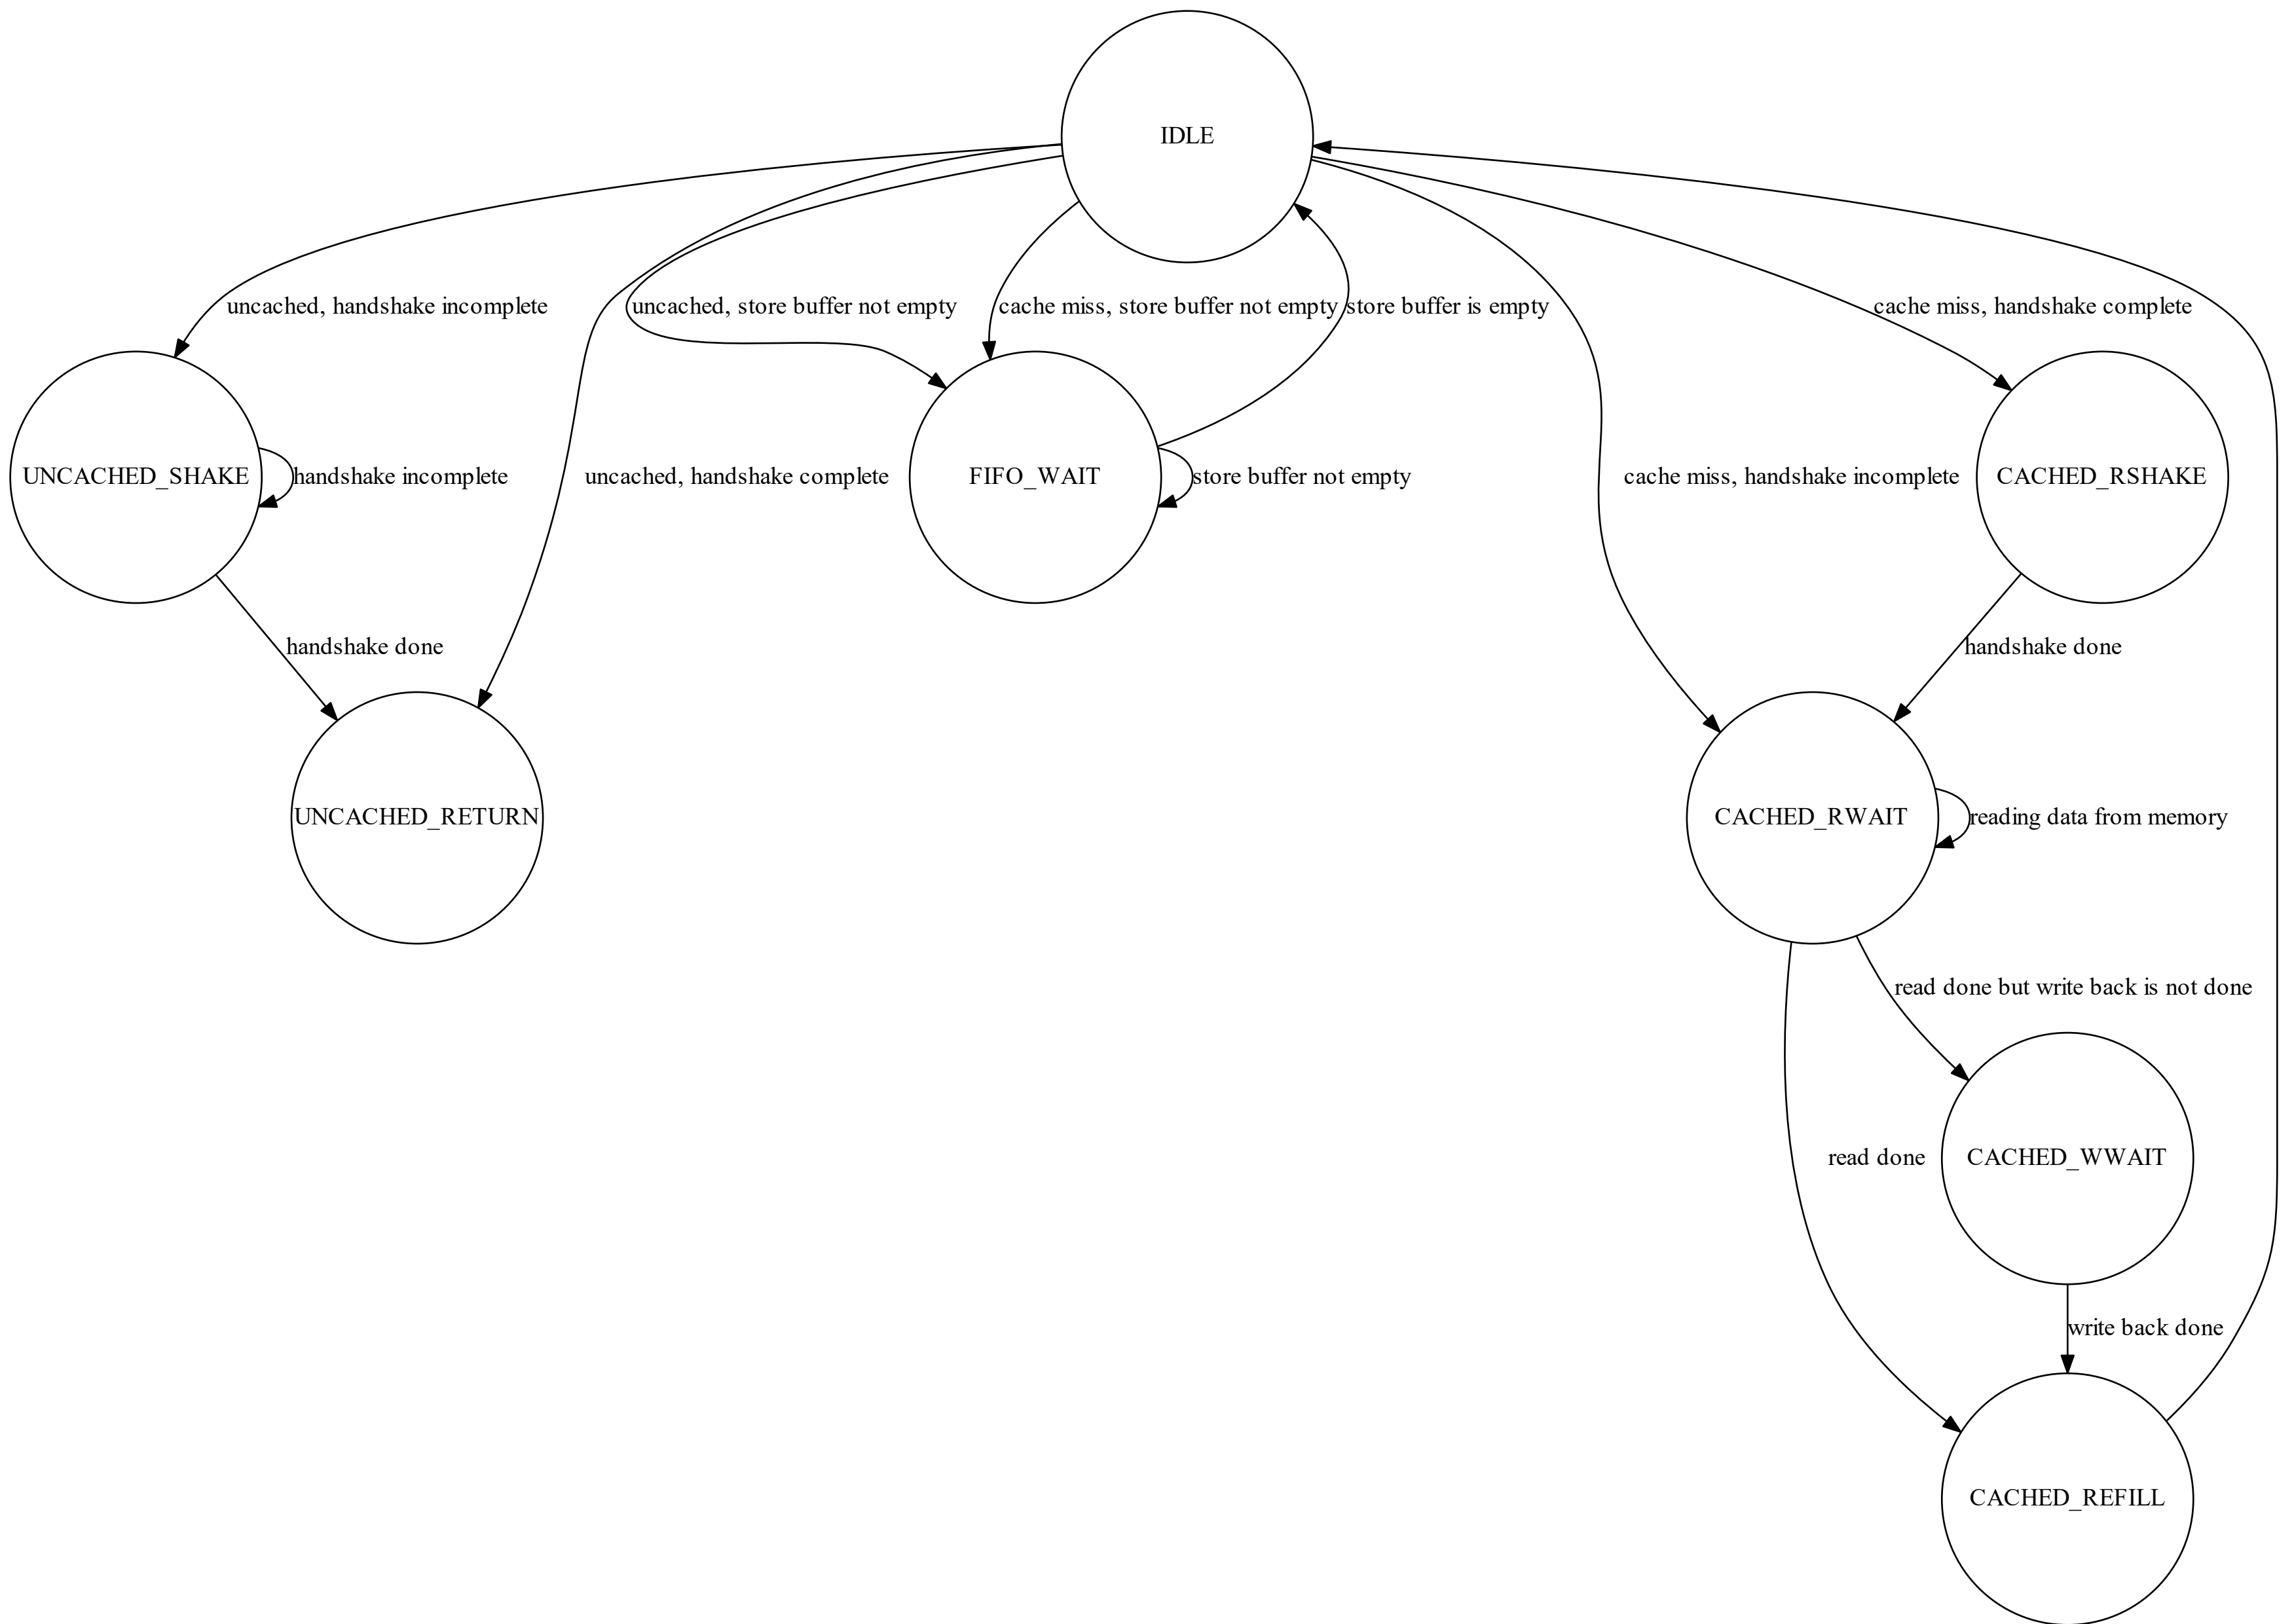 IDLE
uncached, handshake incomplete
uncached, store buffer not empty
cache miss, store buffer not empty
store buffer is empty
cache miss, handshake complete
UNCACHED_SHAKE
handshake incomplete
uncached, handshake complete
FIFO_WAIT
store buffer not empty
cache miss, handshake incomplete
CACHED_RSHAKE
handshake done
handshake done
UNCACHED_RETURN
CACHED_RWAIT
reading data from memory
read done but write back is not done
read done
CACHED_WWAIT
write back done
CACHED_REFILL